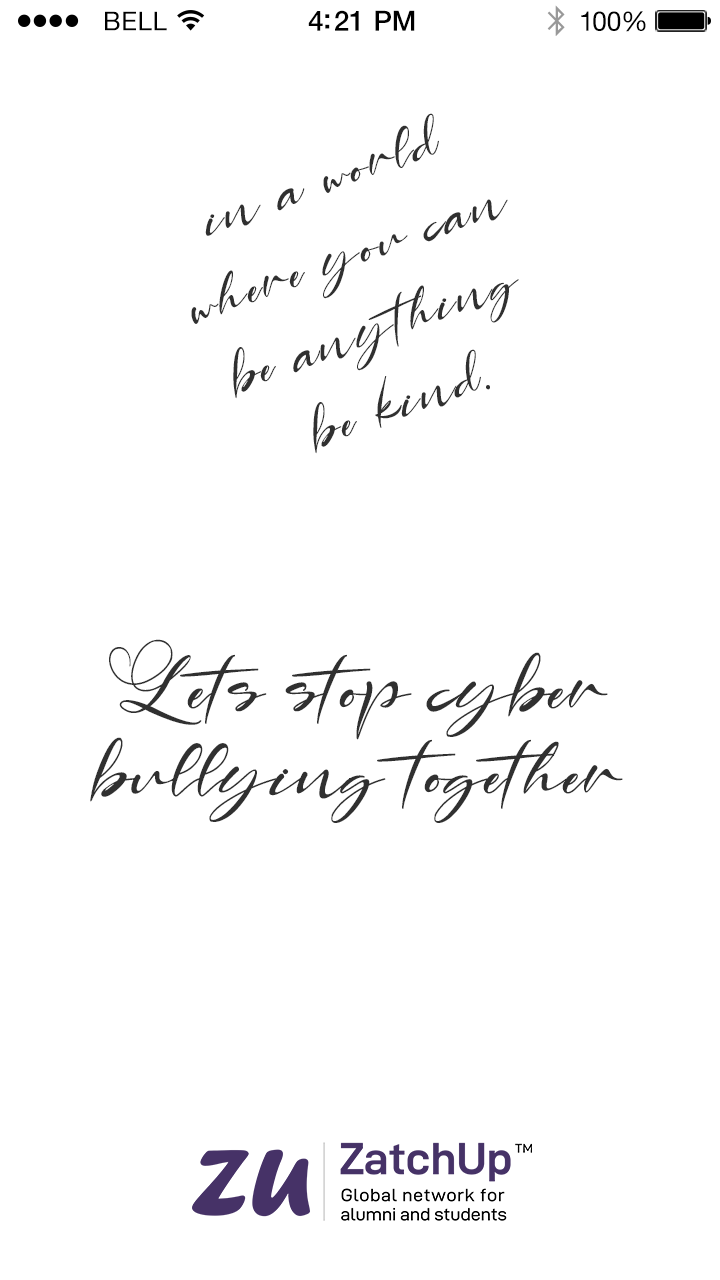 BELL 4:21 PM 100%
in a world
where you can
be anything
be kind.
Lets stop cyber
bullying together
zu ZatchUp™
Global network for
alumni and students